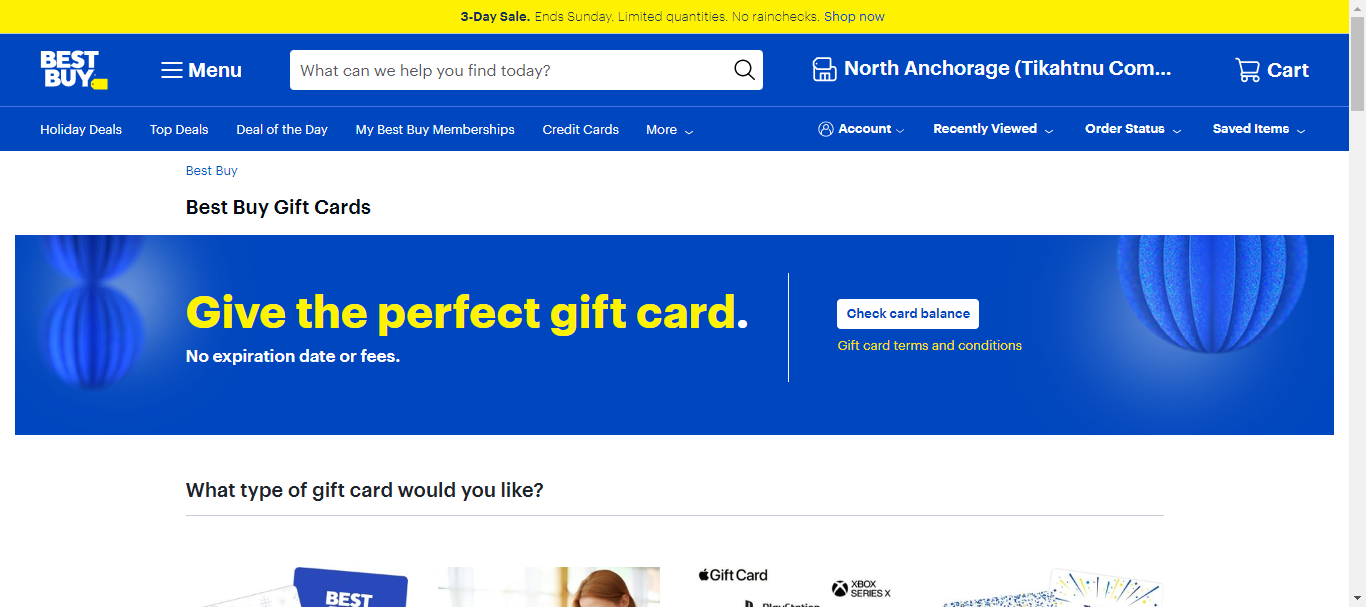 3-Day Sale. Ends Sunday. Limited quantities. No rainchecks. Shop now
BEST BUY
Menu
What can we help you find today?
North Anchorage (Tikahtnu Com...
Cart
Holiday Deals
Top Deals
Deal of the Day
My Best Buy Memberships
Credit Cards
More
Account
Recently Viewed
Order Status
Saved Items
Best Buy
Best Buy Gift Cards
Give the perfect gift card.
No expiration date or fees.
Check card balance
Gift card terms and conditions
What type of gift card would you like?
BEST
Gift Card
XBOX
SERIES X
PlayStation